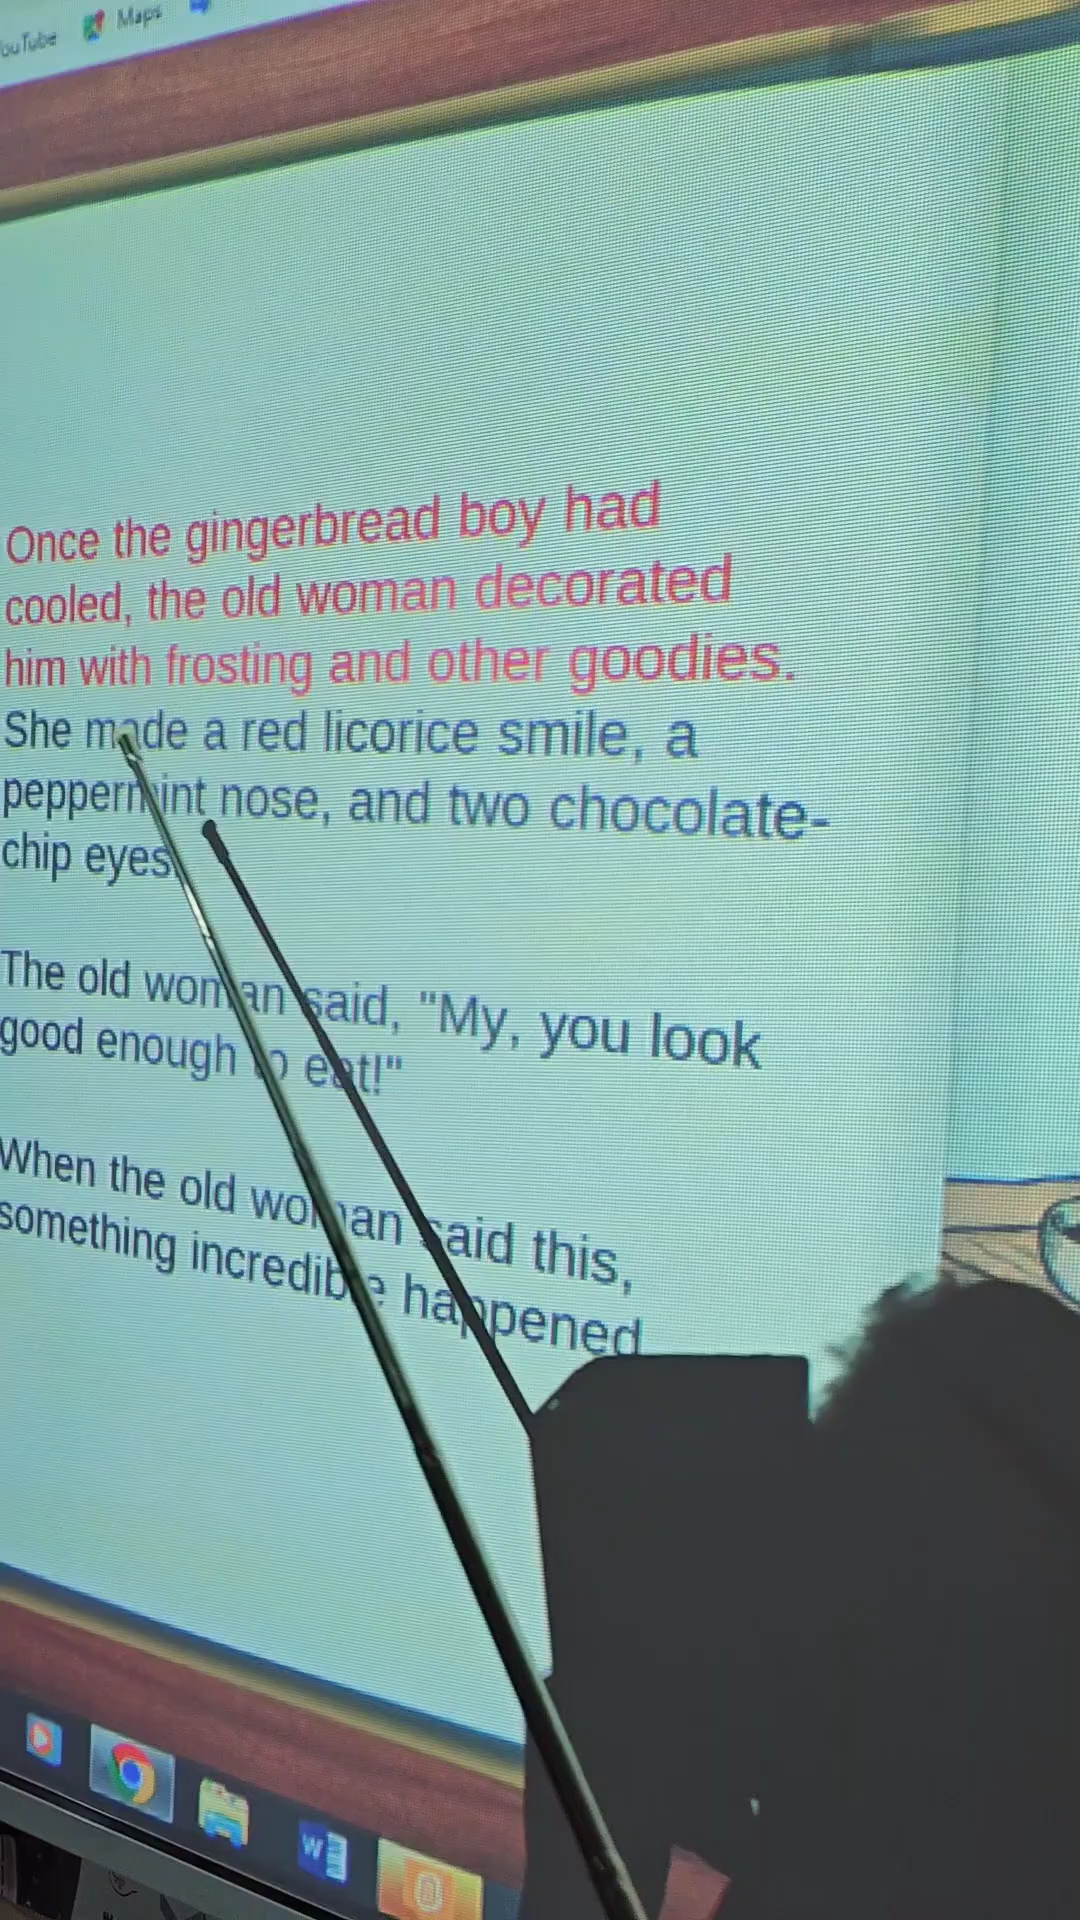 YouTube Maps
Once the gingerbread boy had
cooled, the old woman decorated
him with frosting and other goodies.
She made a red licorice smile, a
peppermint nose, and two chocolate-
chip eyes.
The old woman said, "My, you look
good enough to eat!"
When the old woman said this,
something incredible happened
W